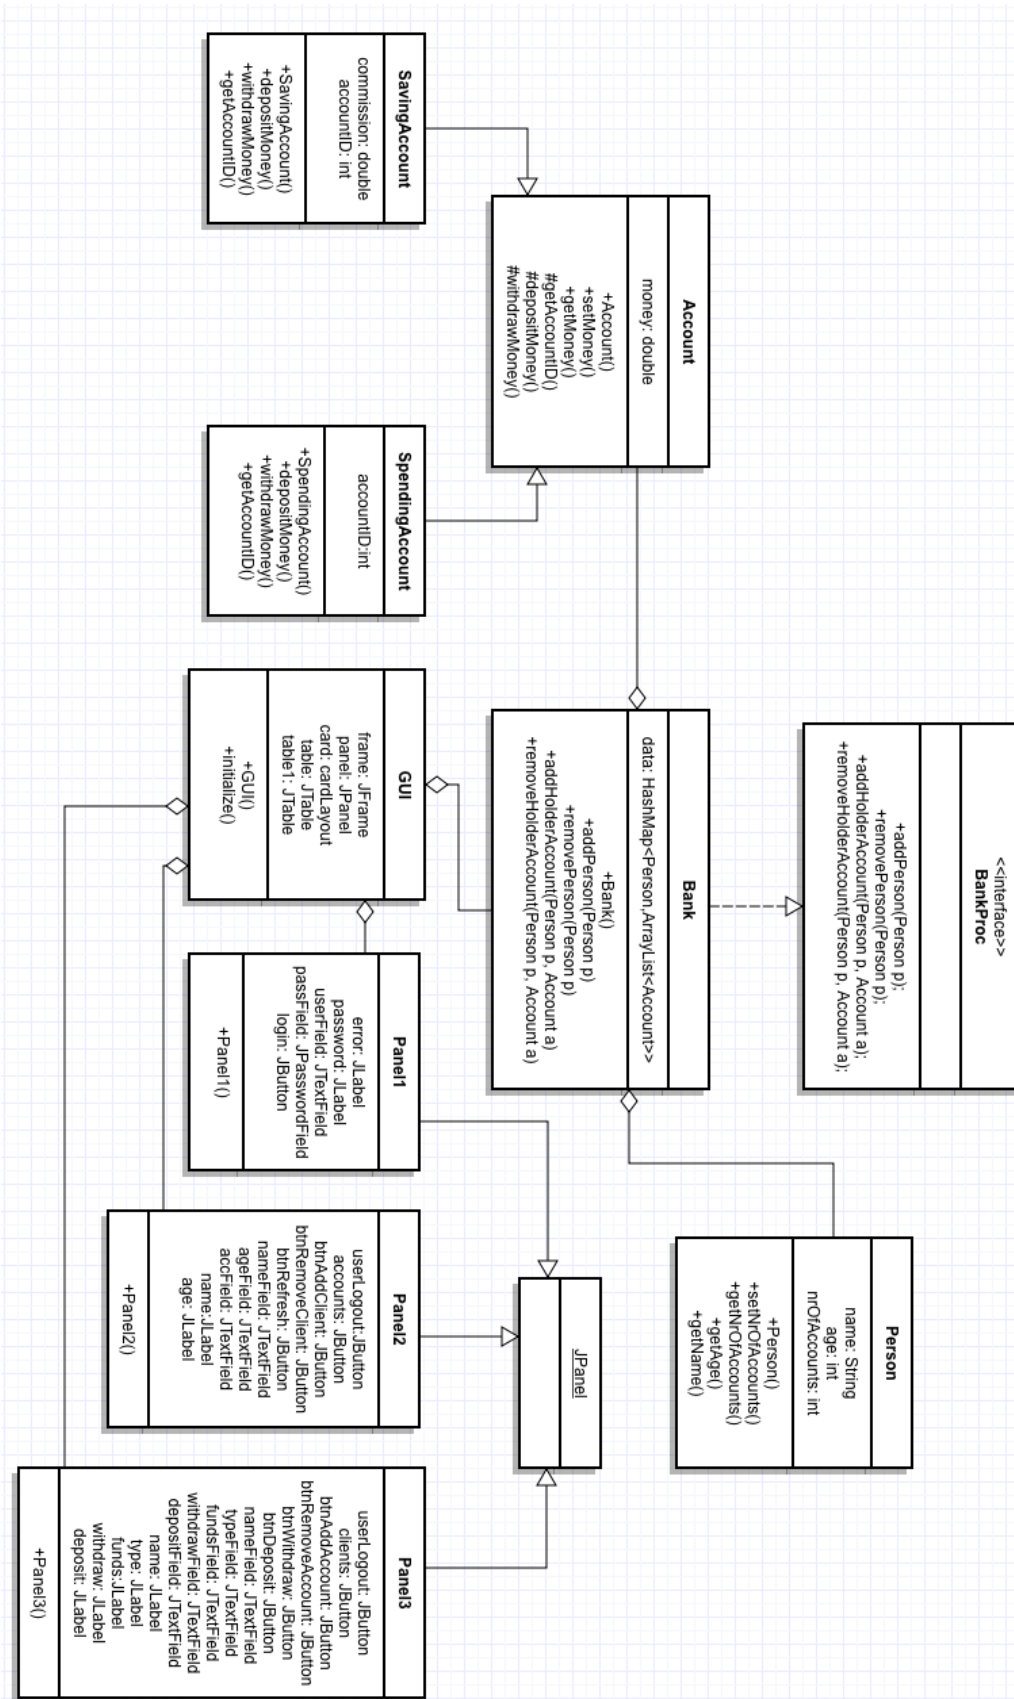 <<interface>>
BankProc
+addPerson(Person p);
+removePerson(Person p);
+addHolderAccount(Person p, Account a);
+removeHolderAccount(Person p, Account a);
Account
money: double
+Account()
+setMoney()
+getMoney()
#getAccountID()
#depositMoney()
#withdrawMoney()
Bank
data: HashMap<Person,ArrayList<Account>>
+Bank()
+addPerson(Person p)
+removePerson(Person p)
+addHolderAccount(Person p, Account a)
+removeHolderAccount(Person p, Account a)
Person
name: String
age: int
nrOfAccounts: int
+Person()
+setNrOfAccounts()
+getNrOfAccounts()
+getAge()
+getName()
JPanel
SavingAccount
commission: double
accountID: int
+SavingAccount()
+depositMoney()
+withdrawMoney()
+getAccountID()
SpendingAccount
accountID:int
+SpendingAccount()
+depositMoney()
+withdrawMoney()
+getAccountID()
GUI
frame: JFrame
panel: JPanel
card: cardLayout
table: JTable
table1: JTable
+GUI()
+initialize()
Panel1
error: JLabel
password: JLabel
userField: JTextField
passField: JPasswordField
login: JButton
+Panel1()
Panel2
userLogout:JButton
accounts: JButton
btnAddClient: JButton
btnRemoveClient: JButton
btnRefresh: JButton
nameField: JTextField
ageField: JTextField
accField: JTextField
name:JLabel
age: JLabel
+Panel2()
Panel3
userLogout: JButton
clients: JButton
btnAddAccount: JButton
btnRemoveAccount: JButton
btnWithdraw: JButton
btnDeposit: JButton
nameField: JTextField
typeField: JTextField
fundsField: JTextField
withdrawField: JTextField
depositField: JTextField
name: JLabel
type: JLabel
funds:JLabel
withdraw: JLabel
deposit: JLabel
+Panel3()